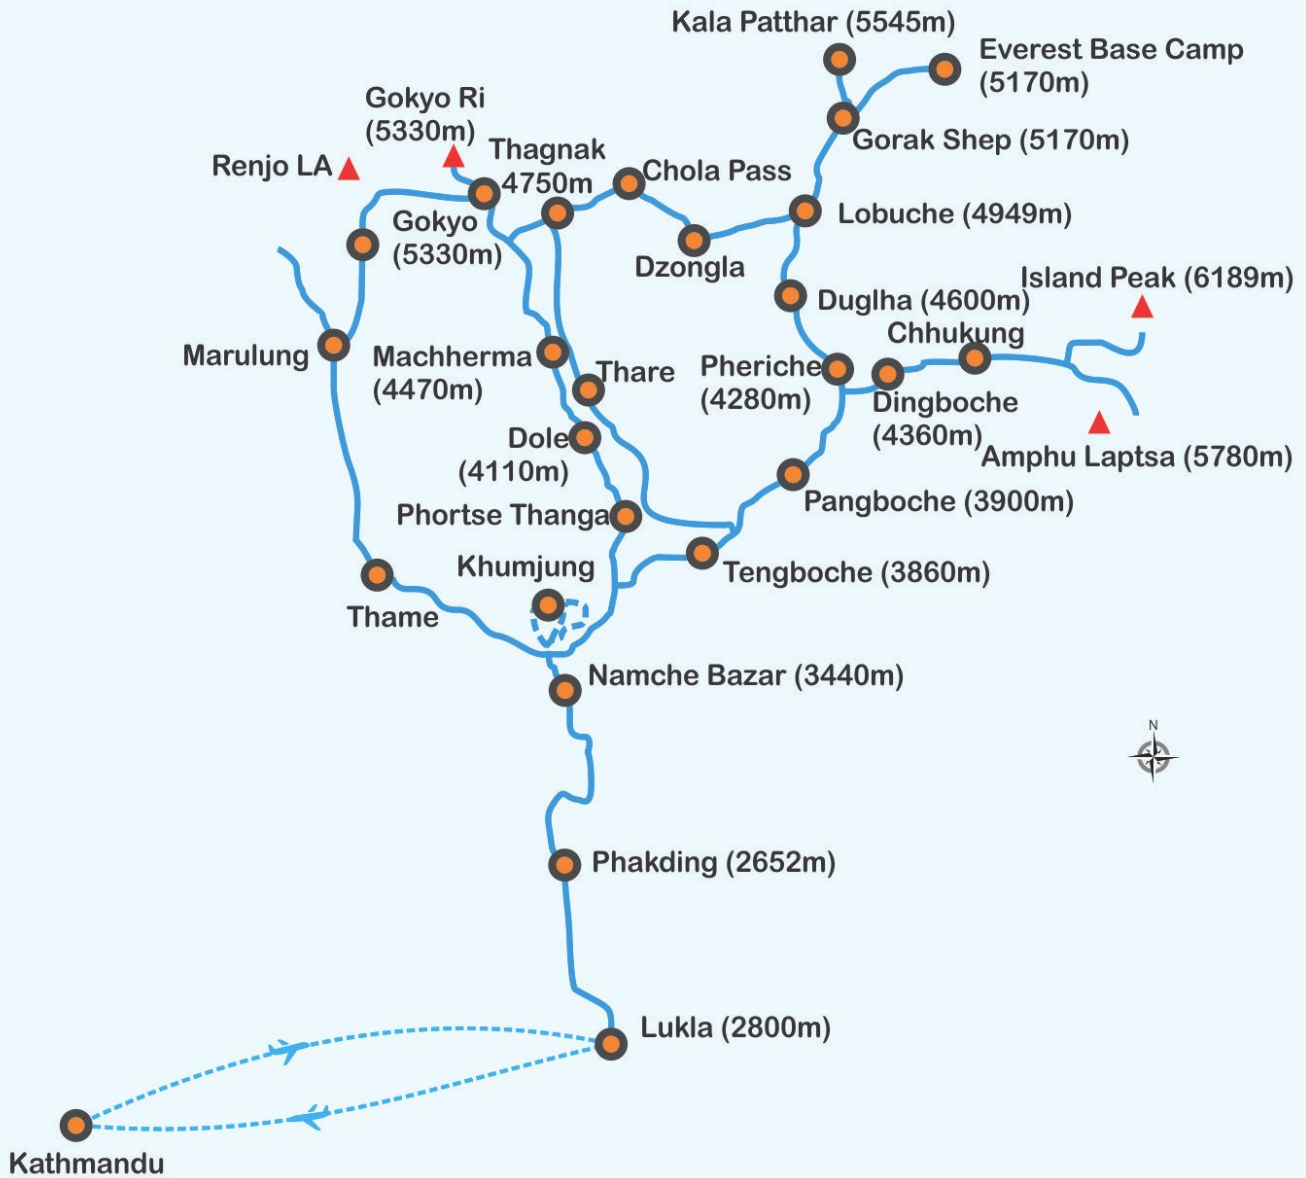 Kala Patthar (5545m)
Everest Base Camp
(5170m)
Gokyo Ri
(5330m)
Gorak Shep (5170m)
Renjo LA
Thagnak
4750m
Chola Pass
Gokyo
(5330m)
Lobuche (4949m)
Dzongla
Island Peak (6189m)
Duglha (4600m)
Chhukung
Marulung
Machherma
(4470m)
Thare
Pheriche
(4280m)
Dingboche
(4360m)
Dole
(4110m)
Amphu Laptsa (5780m)
Pangboche (3900m)
Phortse Thanga
Khumjung
Tengboche (3860m)
Thame
Namche Bazar (3440m)
N
Phakding (2652m)
Lukla (2800m)
Kathmandu